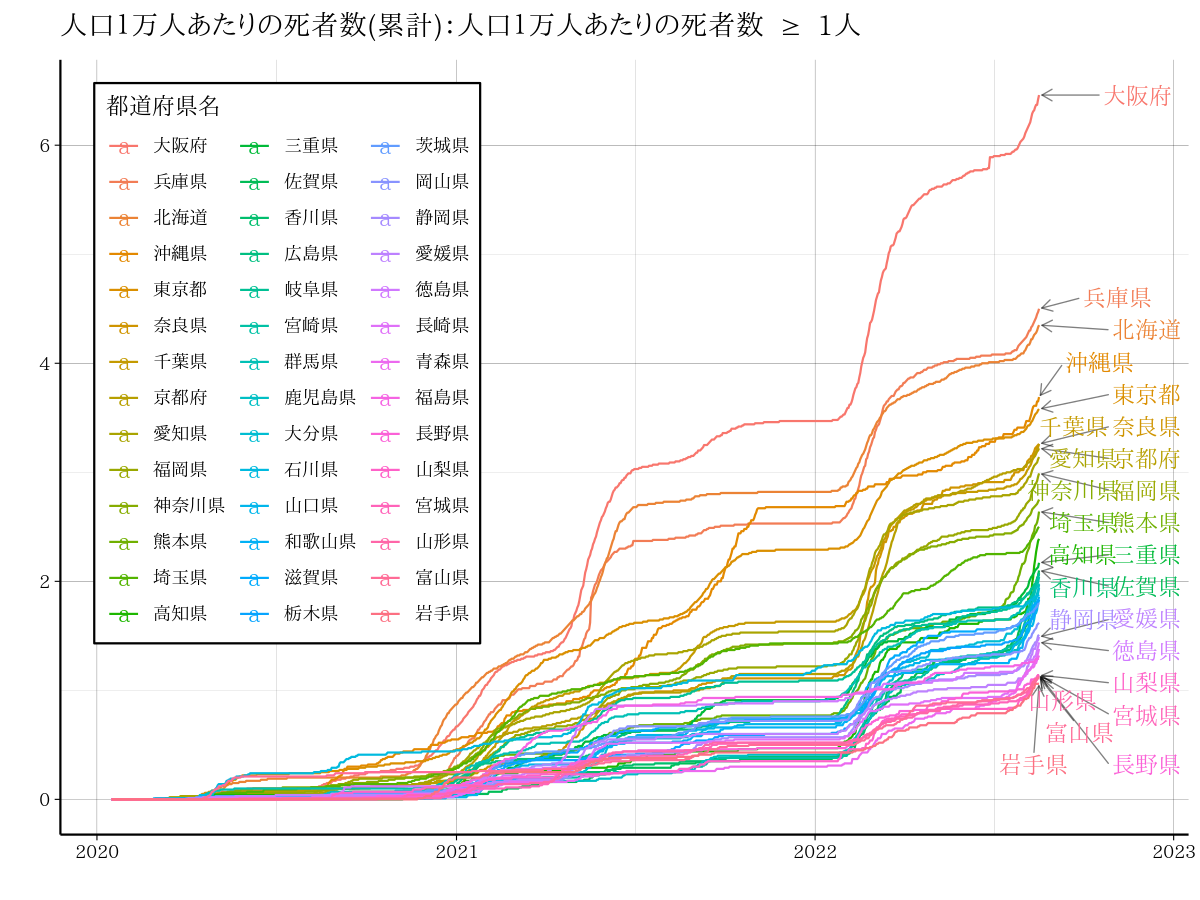 人口1万人あたりの死者数(累計):人口1万人あたりの死者数 ≥ 1人
都道府県名
a 大阪府 a 三重県 a 茨城県
a 兵庫県 a 佐賀県 a 岡山県
a 北海道 a 香川県 a 静岡県
a 沖縄県 a 広島県 a 愛媛県
a 東京都 a 岐阜県 a 徳島県
a 奈良県 a 宮崎県 a 長崎県
a 千葉県 a 群馬県 a 青森県
a 京都府 a 鹿児島県 a 福島県
a 愛知県 a 大分県 a 長野県
a 福岡県 a 石川県 a 山梨県
a 神奈川県 a 山口県 a 宮城県
a 熊本県 a 和歌山県 a 山形県
a 埼玉県 a 滋賀県 a 富山県
a 高知県 a 栃木県 a 岩手県
大阪府
兵庫県
北海道
沖縄県
東京都
千葉県 奈良県
愛知県 京都府
神奈川県 福岡県
埼玉県 熊本県
高知県 三重県
香川県 佐賀県
静岡県 愛媛県
徳島県
山梨県
山形県
宮城県
富山県
岩手県
長野県
6
4
2
0
2020 2021 2022 2023